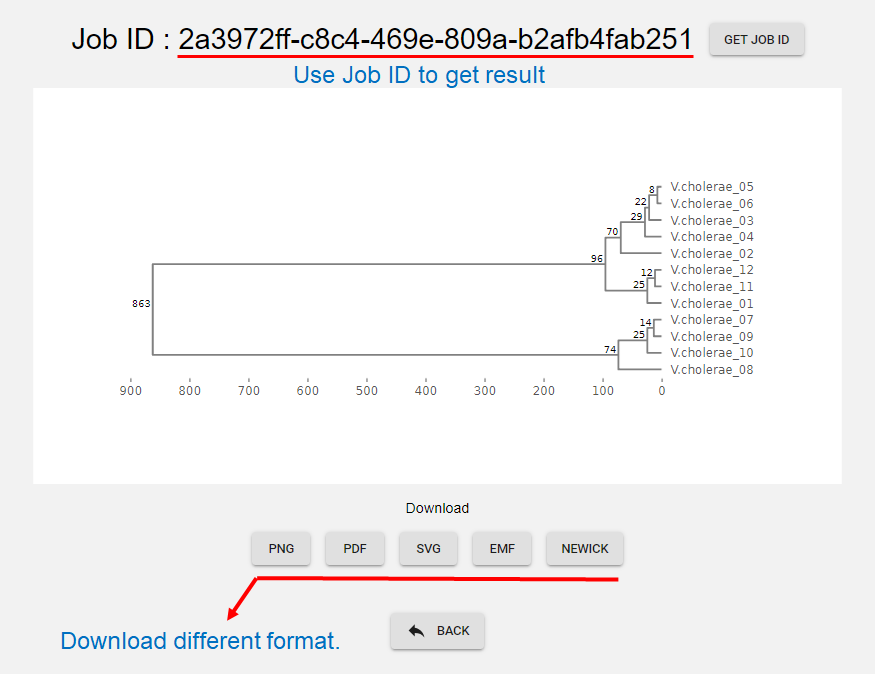 Job ID : 2a3972ff-c8c4-469e-809a-b2afb4fab251 GET JOB ID
Use Job ID to get result
8 V.cholerae_05
22 V.cholerae_06
29 V.cholerae_03
70 V.cholerae_04
96 V.cholerae_02
12 V.cholerae_12
25 V.cholerae_11
863 V.cholerae_01
14 V.cholerae_07
25 V.cholerae_09
74 V.cholerae_10
V.cholerae_08
900 800 700 600 500 400 300 200 100 0
Download
PNG PDF SVG EMF NEWICK
BACK
Download different format.